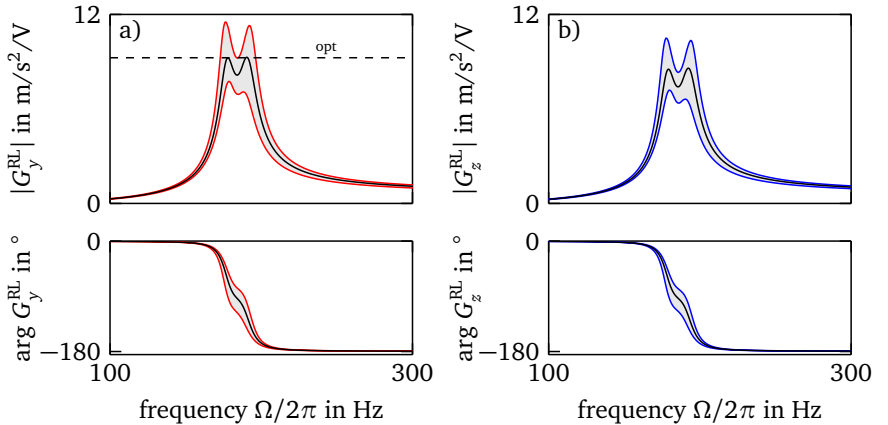 12
a)
opt
|G_y^RL| in m/s²/V
0
12
b)
|G_z^RL| in m/s²/V
0
0
arg G_y^RL in °
−180
100
300
frequency Ω/2π in Hz
0
arg G_z^RL in °
−180
100
300
frequency Ω/2π in Hz